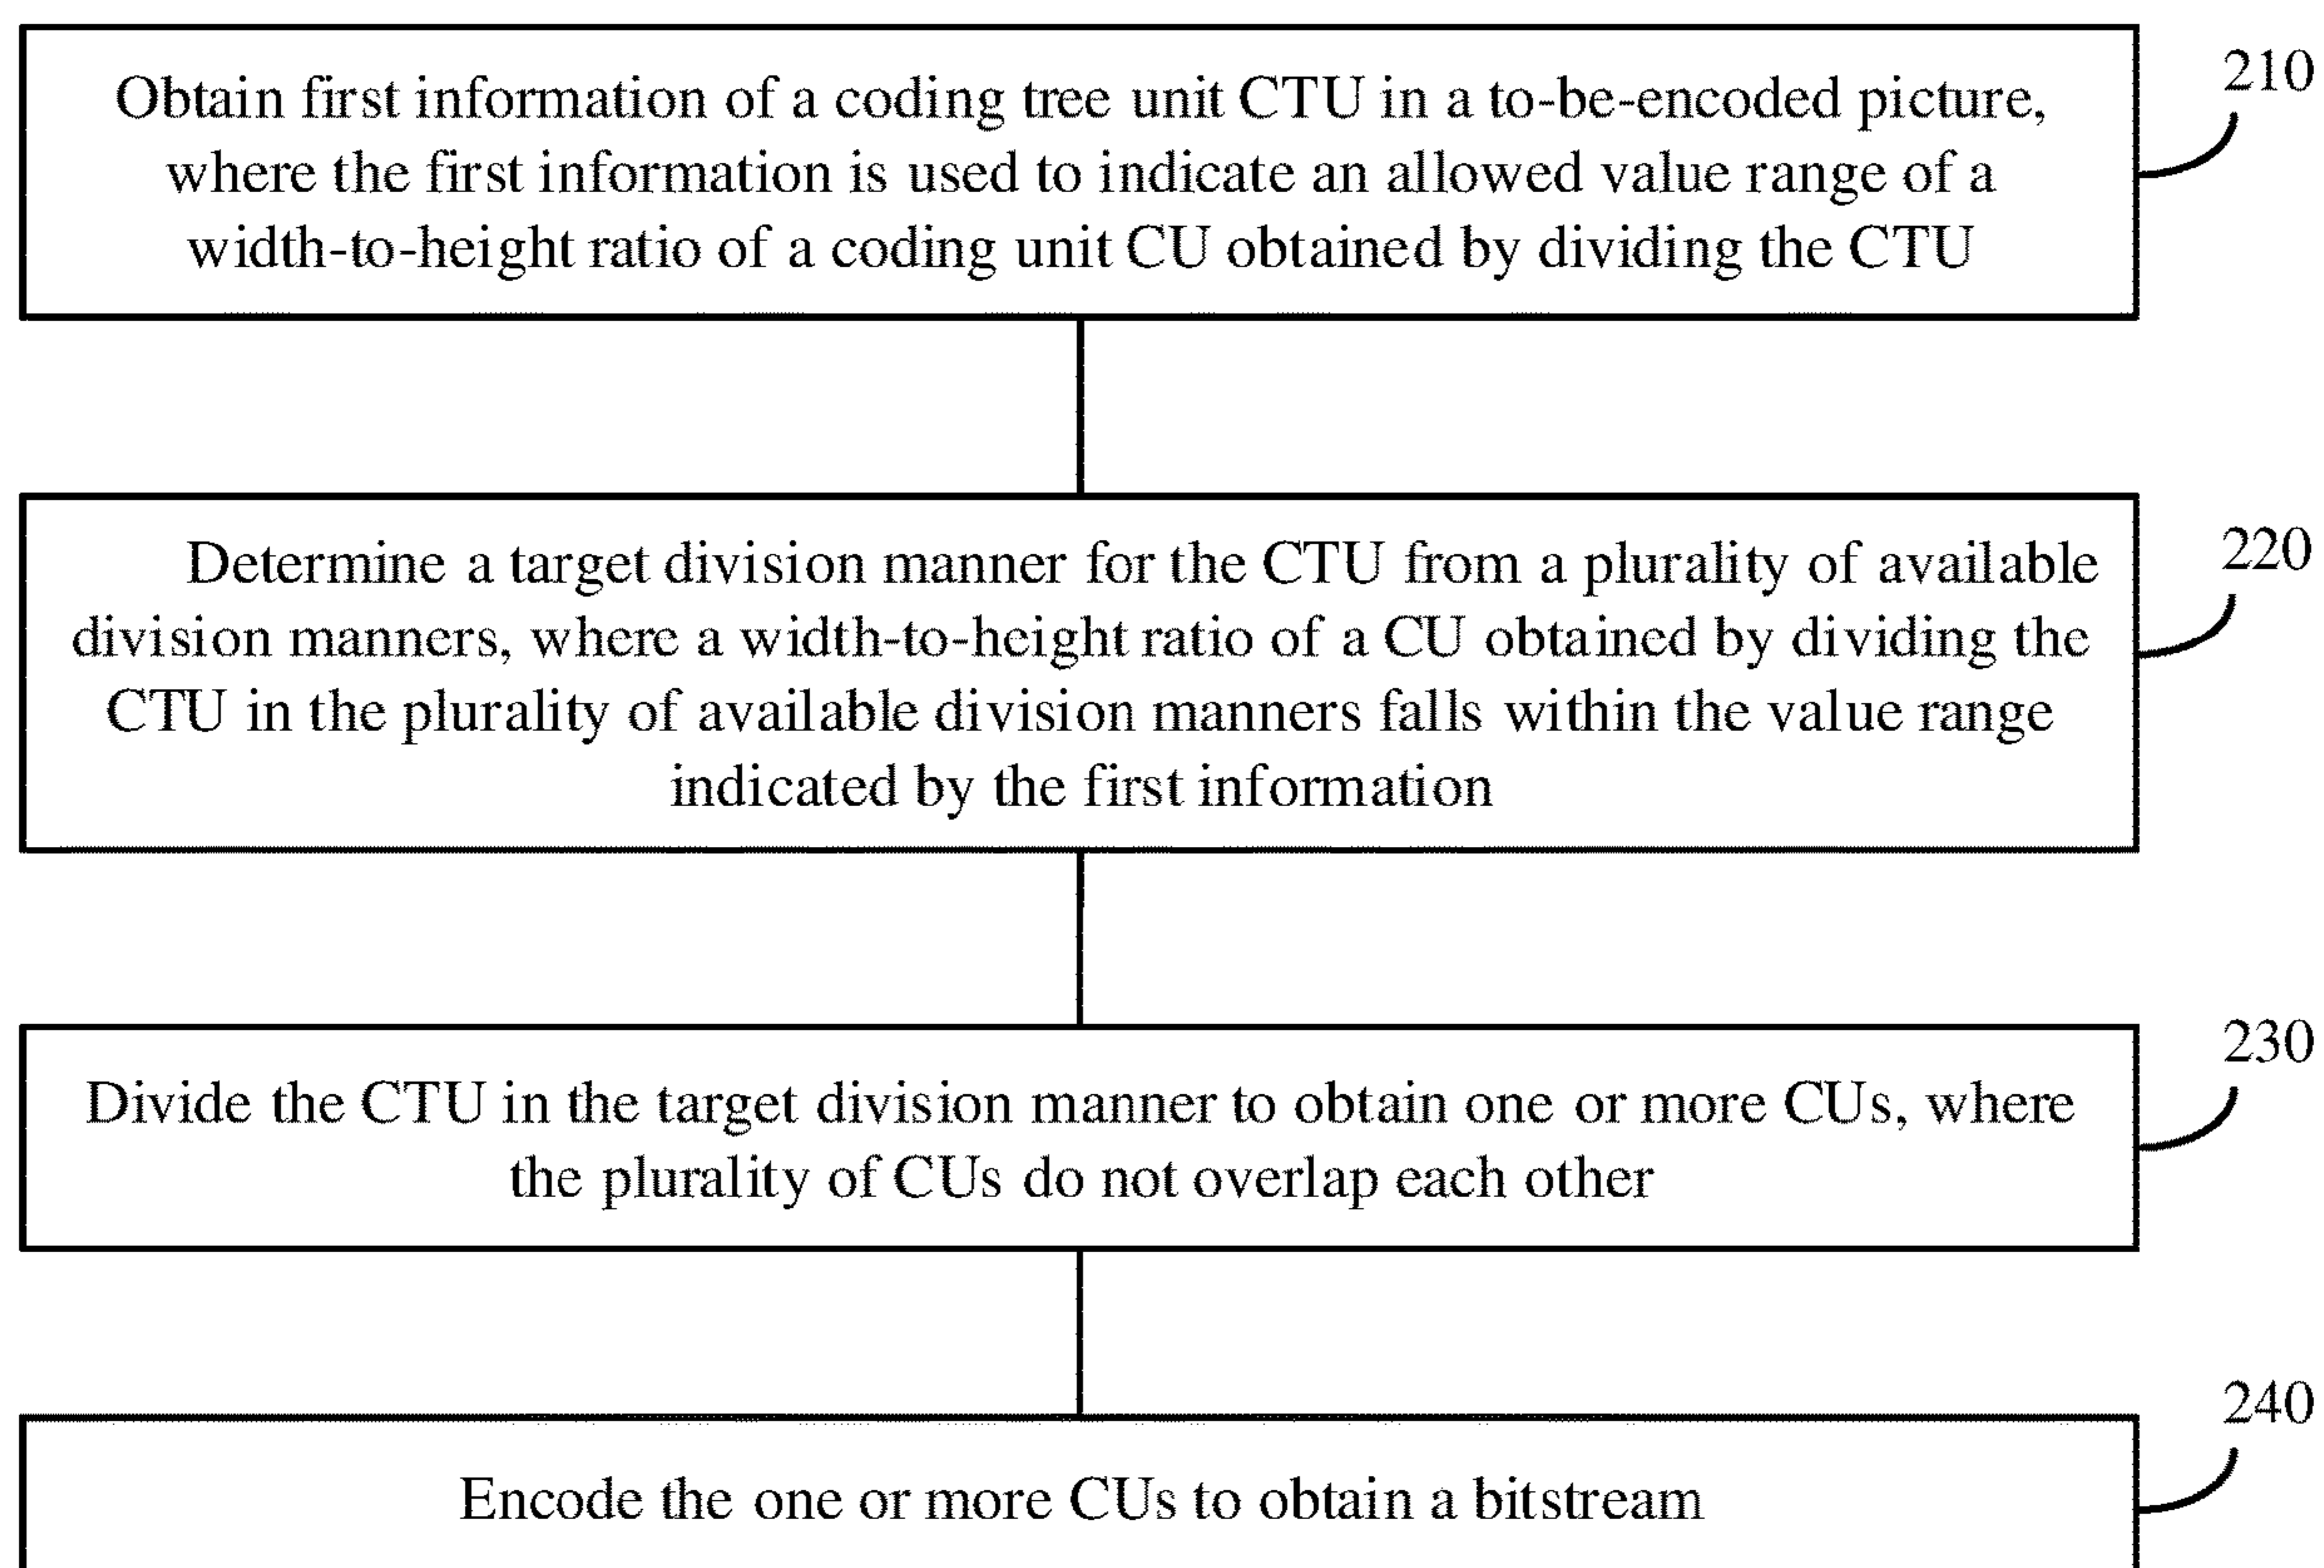 Obtain first information of a coding tree unit CTU in a to-be-encoded picture,
where the first information is used to indicate an allowed value range of a
width-to-height ratio of a coding unit CU obtained by dividing the CTU
210
Determine a target division manner for the CTU from a plurality of available
division manners, where a width-to-height ratio of a CU obtained by dividing the
CTU in the plurality of available division manners falls within the value range
indicated by the first information
220
Divide the CTU in the target division manner to obtain one or more CUs, where
the plurality of CUs do not overlap each other
230
Encode the one or more CUs to obtain a bitstream
240